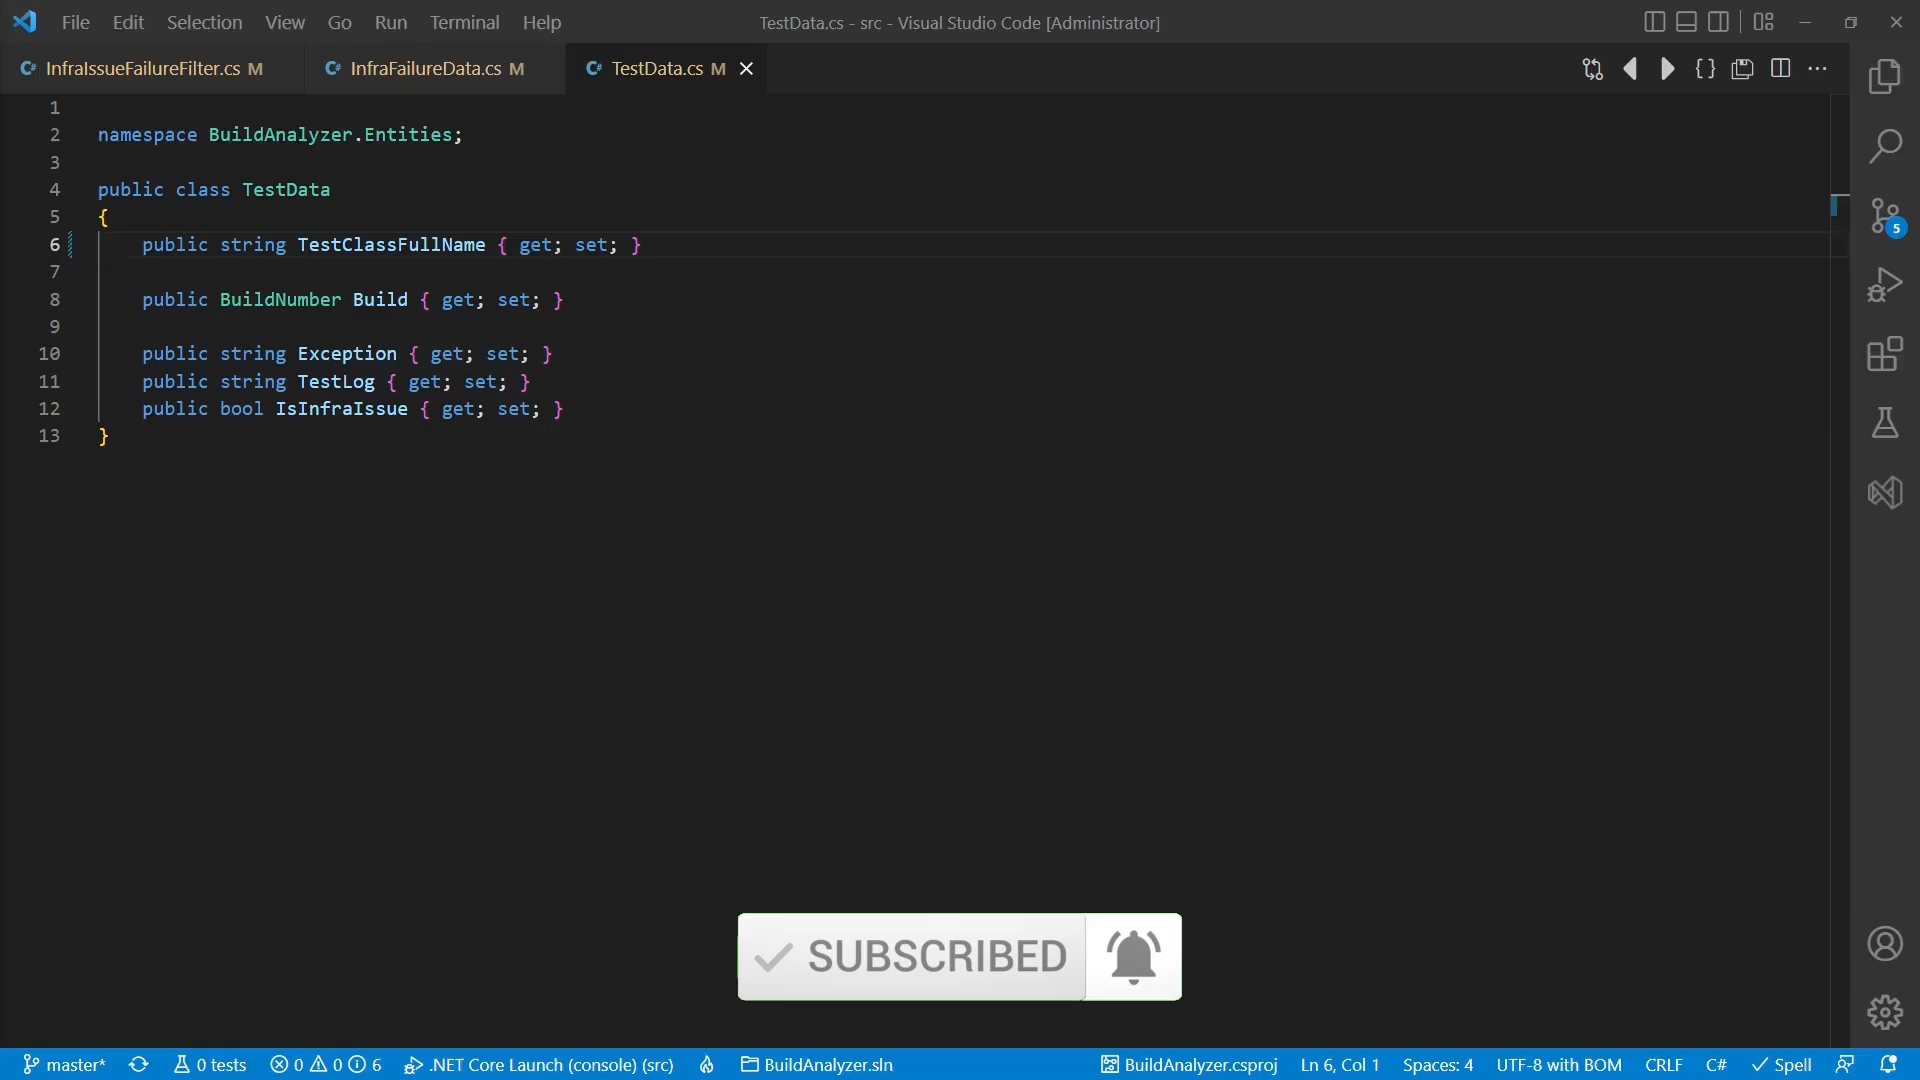 File Edit Selection View Go Run Terminal Help TestData.cs - src - Visual Studio Code [Administrator]
C# InfraIssueFailureFilter.cs M C# InfraFailureData.cs M C# TestData.cs M
1
2 namespace BuildAnalyzer.Entities;
3
4 public class TestData
5 {
6 public string TestClassFullName { get; set; }
7
8 public BuildNumber Build { get; set; }
9
10 public string Exception { get; set; }
11 public string TestLog { get; set; }
12 public bool IsInfraIssue { get; set; }
13 }
5
SUBSCRIBED
master* 0 tests 0 0 6 .NET Core Launch (console) (src) BuildAnalyzer.sln BuildAnalyzer.csproj Ln 6, Col 1 Spaces: 4 UTF-8 with BOM CRLF C# Spell